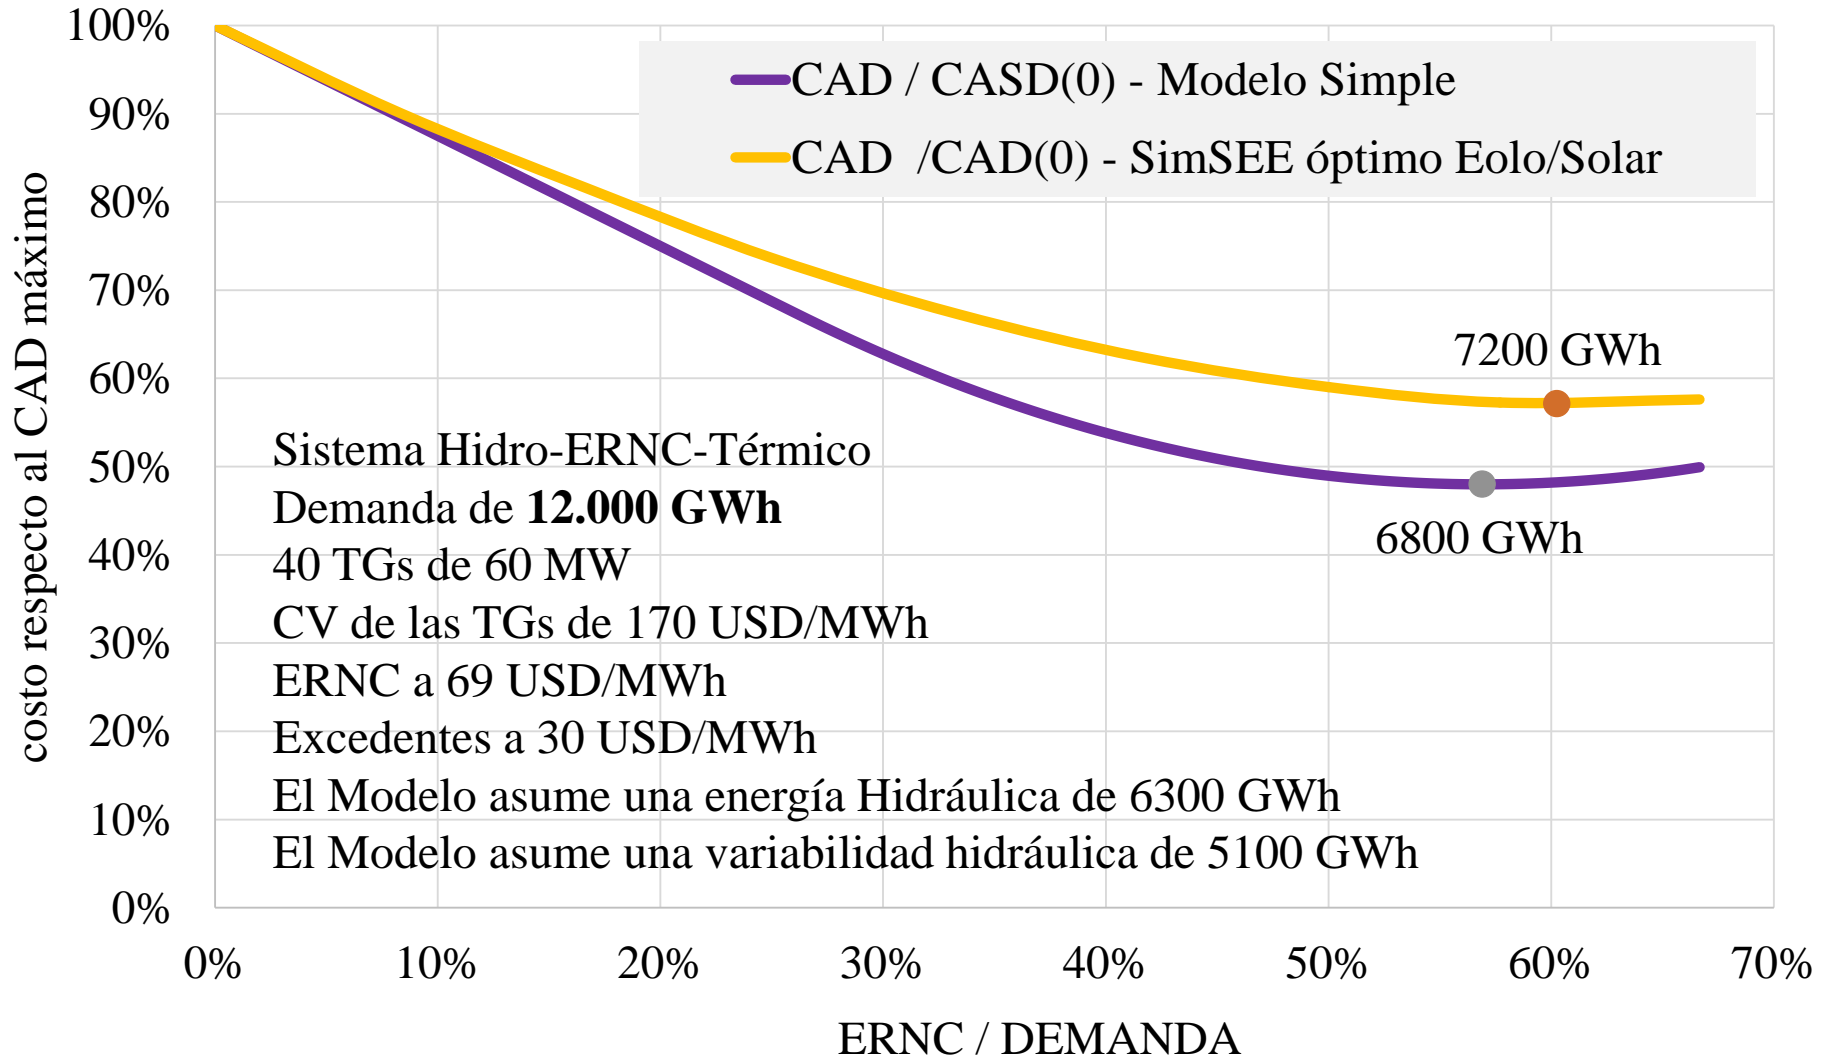 100%
90%
80%
70%
60%
50%
40%
30%
20%
10%
0%
costo respecto al CAD máximo
CAD / CASD(0) - Modelo Simple
CAD /CAD(0) - SimSEE óptimo Eolo/Solar
7200 GWh
6800 GWh
Sistema Hidro-ERNC-Térmico
Demanda de 12.000 GWh
40 TGs de 60 MW
CV de las TGs de 170 USD/MWh
ERNC a 69 USD/MWh
Excedentes a 30 USD/MWh
El Modelo asume una energía Hidráulica de 6300 GWh
El Modelo asume una variabilidad hidráulica de 5100 GWh
0% 10% 20% 30% 40% 50% 60% 70%
ERNC / DEMANDA